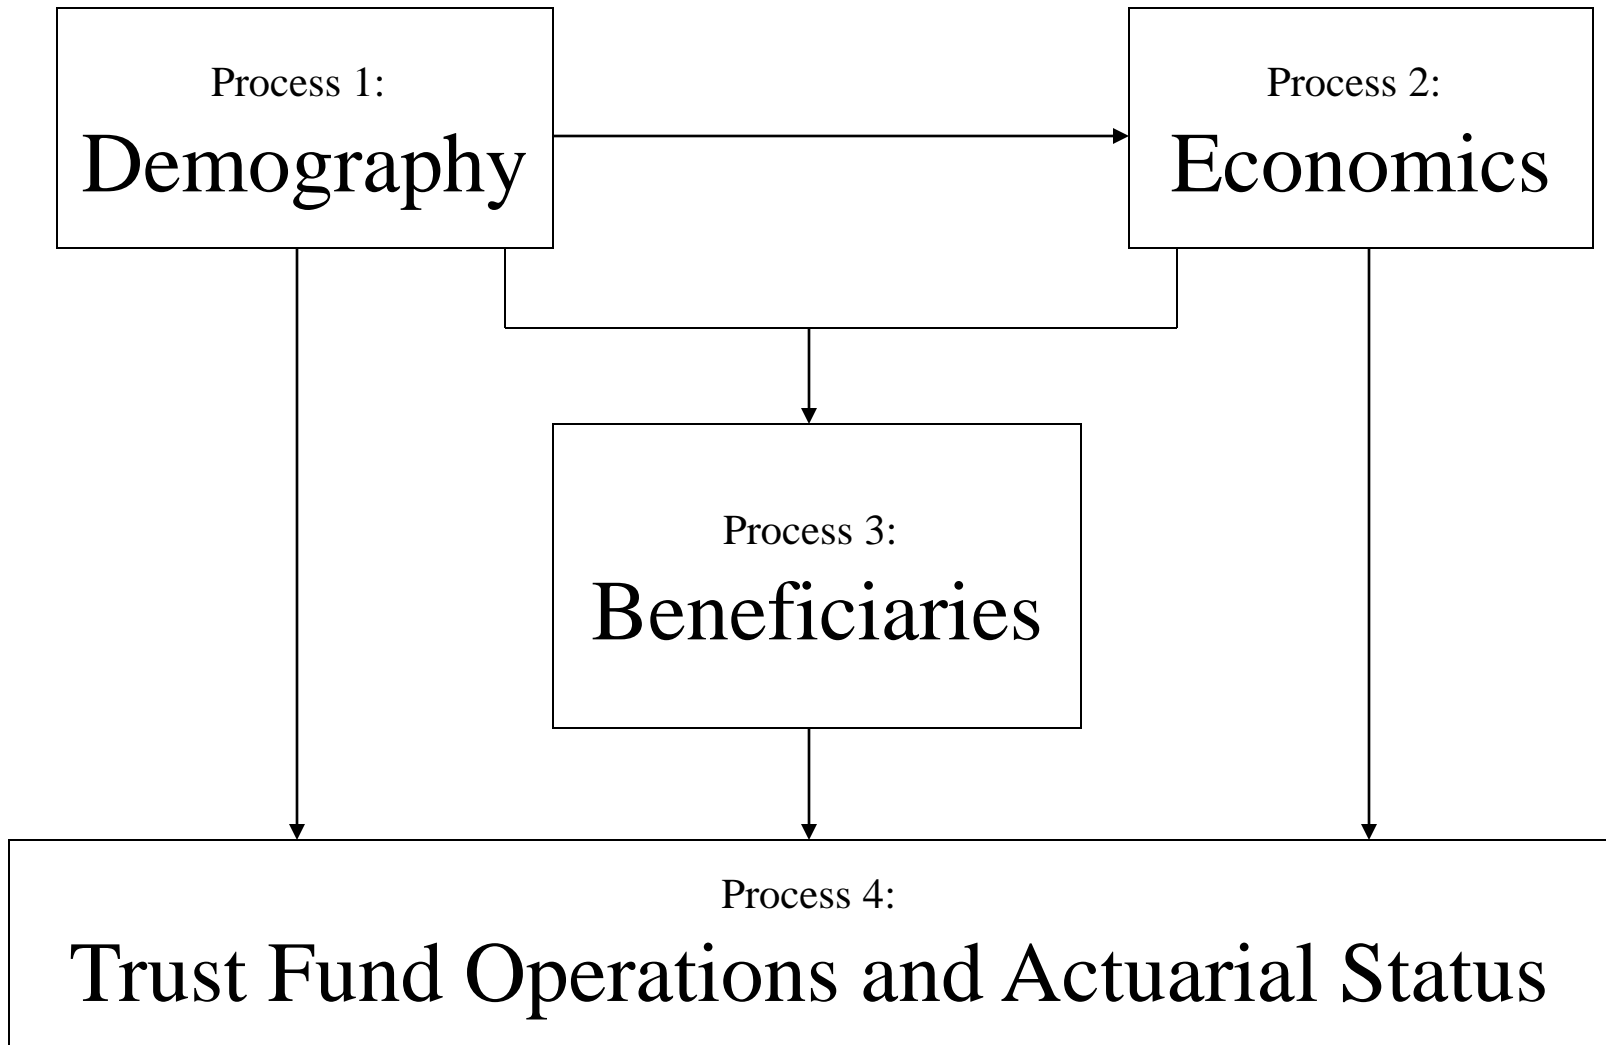 Process 1:
Demography
Process 2:
Economics
Process 3:
Beneficiaries
Process 4:
Trust Fund Operations and Actuarial Status